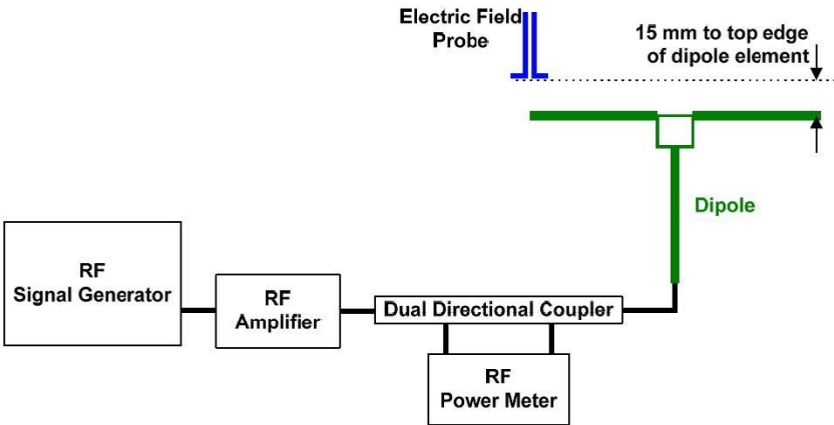 Electric Field
Probe
15 mm to top edge
of dipole element
Dipole
RF
Signal Generator
RF
Amplifier
Dual Directional Coupler
RF
Power Meter